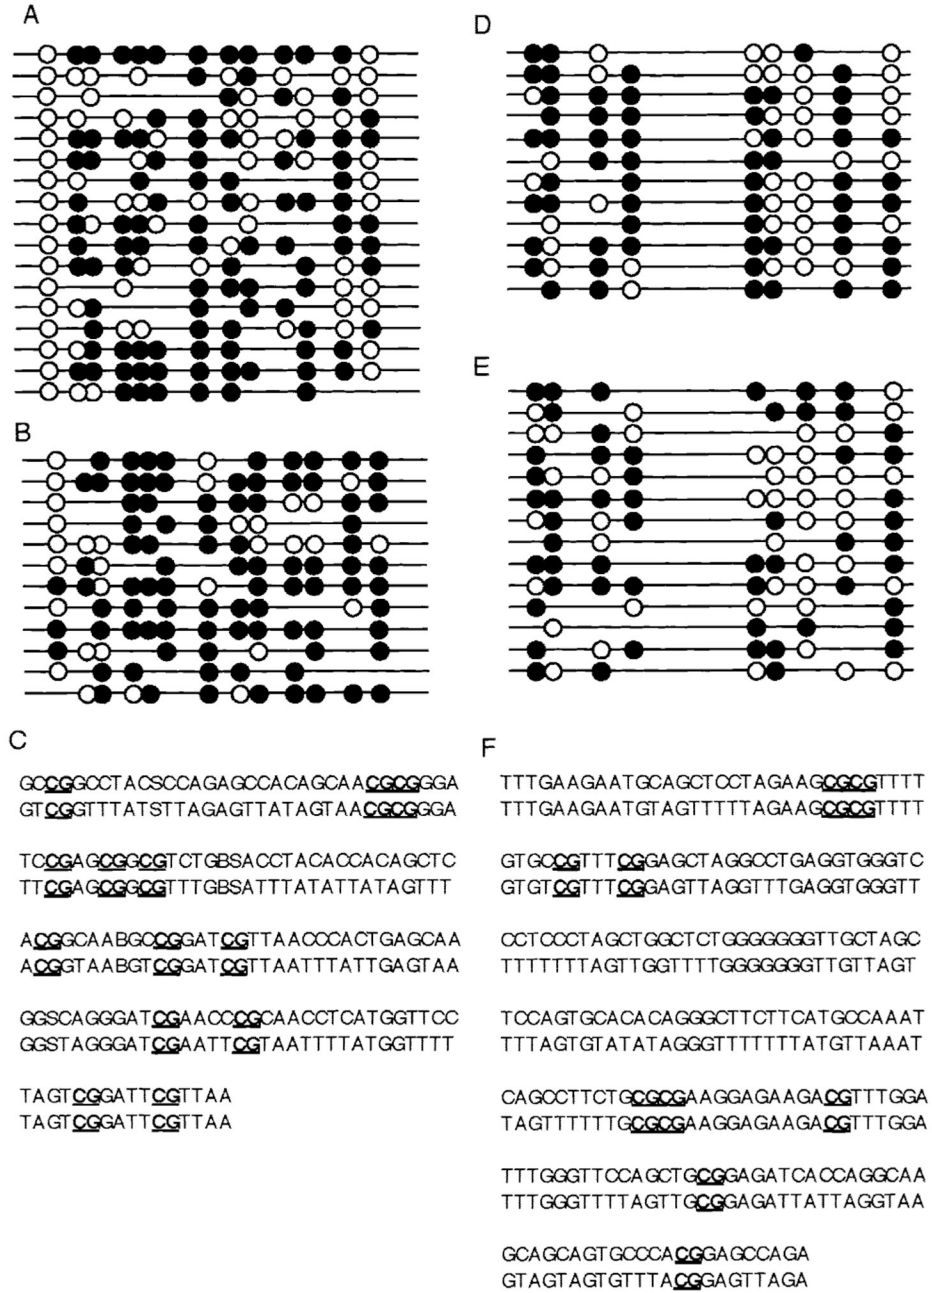 A
B
C
GCCGGCCTACSCCAGAGCCACAGCAACGCGGGA
GTCGGTTTATSTTAGAGTTATAGTAACGCGGGA
TCCGAGCGGCGTCTGBSACCTACACCACAGCTC
TTCGAGCGGCGTTTGBSATTTATATTATAGTTT
ACGGCAABGCCGGATCGTTAACCCACTGAGCAA
ACGGTAABGTCGGATCGTTAATTTATTGAGTAA
GGSCAGGGATCGAACCCGCAACCTCATGGTTCC
GGSTAGGGATCGAATTCGTAATTTTATGGTTTT
TAGTCGGATTCGTTAA
TAGTCGGATTCGTTAA
D
E
F
TTTGAAGAATGCAGCTCCTAGAAGCGCGTTTT
TTTGAAGAATGTAGTTTTTAGAAGCGCGTTTT
GTGCCGTTTCGGAGCTAGGCCTGAGGTGGGTC
GTGTCGTTTCGGAGTTAGGTTTGAGGTGGGTT
CCTCCCTAGCTGGCTCTGGGGGGGTTGCTAGC
TTTTTTTAGTTGGTTTTGGGGGGGTTGTTAGT
TCCAGTGCACACAGGGCTTCTTCATGCCAAAT
TTTAGTGTATATAGGGTTTTTTTATGTTAAAT
CAGCCTTCTGCGCGAAGGAGAAGACGTTTGGA
TAGTTTTTTGCGCGAAGGAGAAGACGTTTGGA
TTTGGGTTCCAGCTGCGGAGATCACCAGGCAA
TTTGGGTTTTAGTTGCGGAGATTATTAGGTAA
GCAGCAGTGCCCACGGAGCCAGA
GTAGTAGTGTTTACGGAGTTAGA